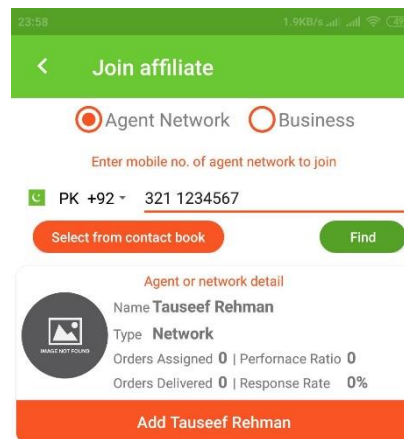 23:58 1.9KB/s 49
Join affiliate
Agent Network Business
Enter mobile no. of agent network to join
PK +92 321 1234567
Select from contact book Find
Agent or network detail
Name Tauseef Rehman
Type Network
IMAGE NOT FOUND
Orders Assigned 0 | Perfornace Ratio 0
Orders Delivered 0 | Response Rate 0%
Add Tauseef Rehman